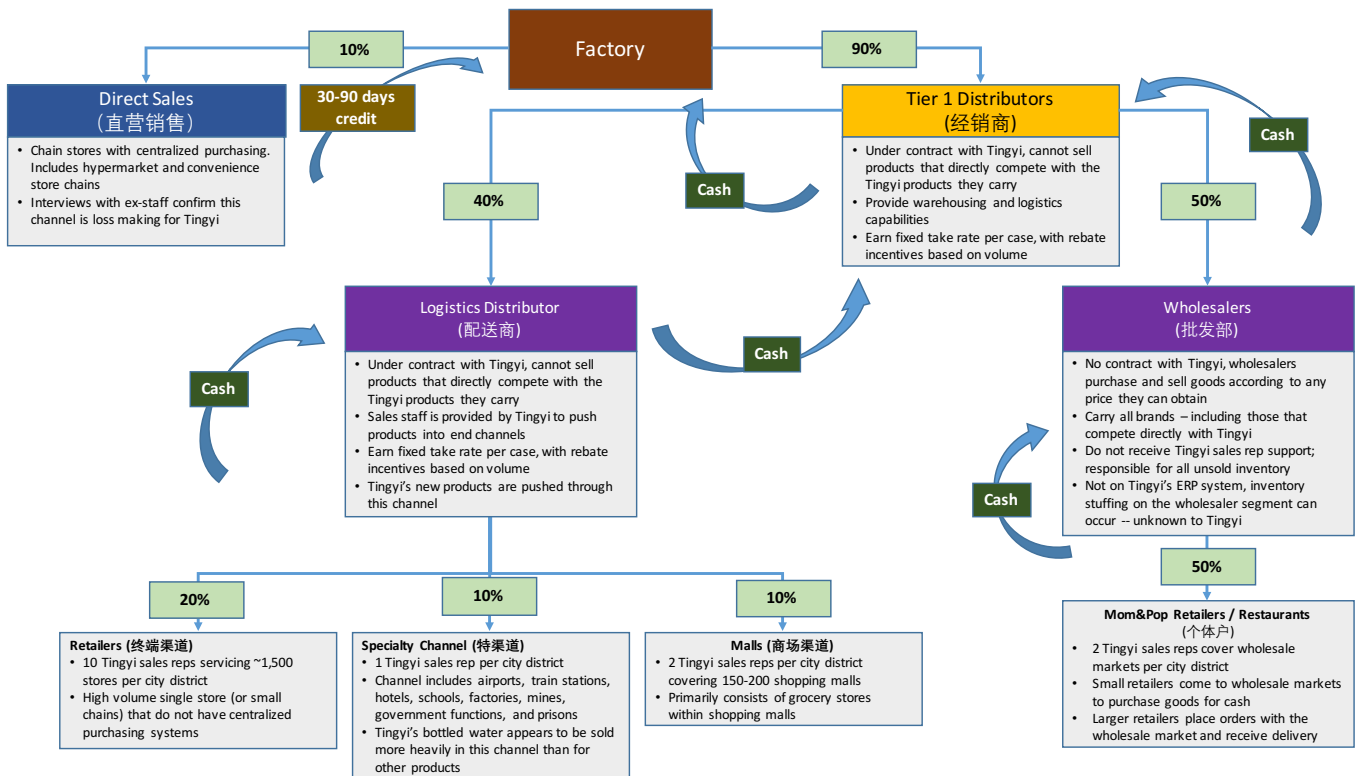 Factory
10%
90%
Direct Sales
（直营销售）
• Chain stores with centralized purchasing.
Includes hypermarket and convenience
store chains
• Interviews with ex-staff confirm this
channel is loss making for Tingyi
30-90 days
credit
Cash
Tier 1 Distributors
(经销商)
• Under contract with Tingyi, cannot sell
products that directly compete with the
Tingyi products they carry
• Provide warehousing and logistics
capabilities
• Earn fixed take rate per case, with rebate
incentives based on volume
Cash
40%
50%
Logistics Distributor
(配送商)
• Under contract with Tingyi, cannot sell
products that directly compete with the
Tingyi products they carry
• Sales staff is provided by Tingyi to push
products into end channels
• Earn fixed take rate per case, with rebate
incentives based on volume
• Tingyi's new products are pushed through
this channel
Cash
Cash
Wholesalers
(批发部)
• No contract with Tingyi, wholesalers
purchase and sell goods according to any
price they can obtain
• Carry all brands – including those that
compete directly with Tingyi
• Do not receive Tingyi sales rep support;
responsible for all unsold inventory
• Not on Tingyi's ERP system, inventory
stuffing on the wholesaler segment can
occur -- unknown to Tingyi
Cash
20%
10%
10%
50%
Retailers (终端渠道)
• 10 Tingyi sales reps servicing ~1,500
stores per city district
• High volume single store (or small
chains) that do not have centralized
purchasing systems
Specialty Channel (特渠道)
• 1 Tingyi sales rep per city district
• Channel includes airports, train stations,
hotels, schools, factories, mines,
government functions, and prisons
• Tingyi's bottled water appears to be sold
more heavily in this channel than for
other products
Malls (商场渠道)
• 2 Tingyi sales reps per city district
covering 150-200 shopping malls
• Primarily consists of grocery stores
within shopping malls
Mom&Pop Retailers / Restaurants
(个体户)
• 2 Tingyi sales reps cover wholesale
markets per city district
• Small retailers come to wholesale markets
to purchase goods for cash
• Larger retailers place orders with the
wholesale market and receive delivery